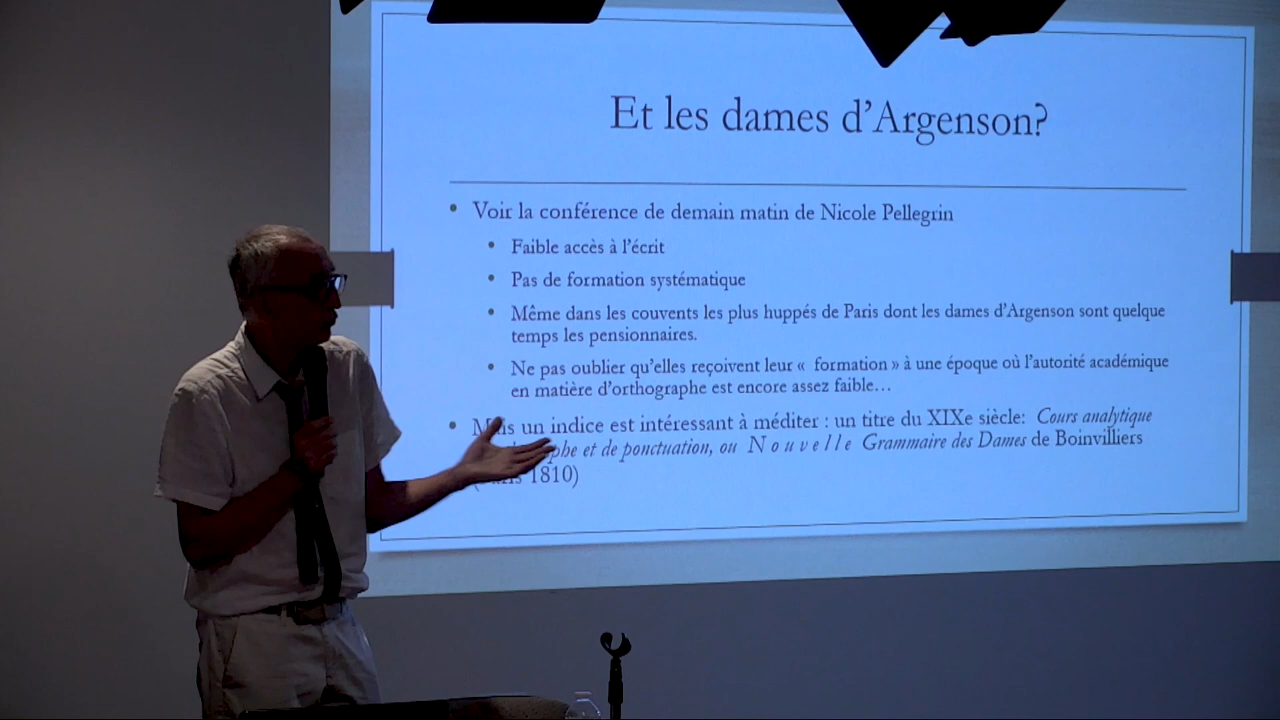 Et les dames d'Argenson?
• Voir la conférence de demain matin de Nicole Pellegrin
• Faible accès à l'écrit
• Pas de formation systématique
• Même dans les couvents les plus huppés de Paris dont les dames d'Argenson sont quelque
temps les pensionnaires.
• Ne pas oublier qu'elles reçoivent leur « formation » à une époque où l'autorité académique
en matière d'orthographe est encore assez faible…
• Mais un indice est intéressant à méditer : un titre du XIXe siècle: Cours analytique
et de ponctuation, ou N o u v e l l e Grammaire des Dames de Boinvilliers
1810)